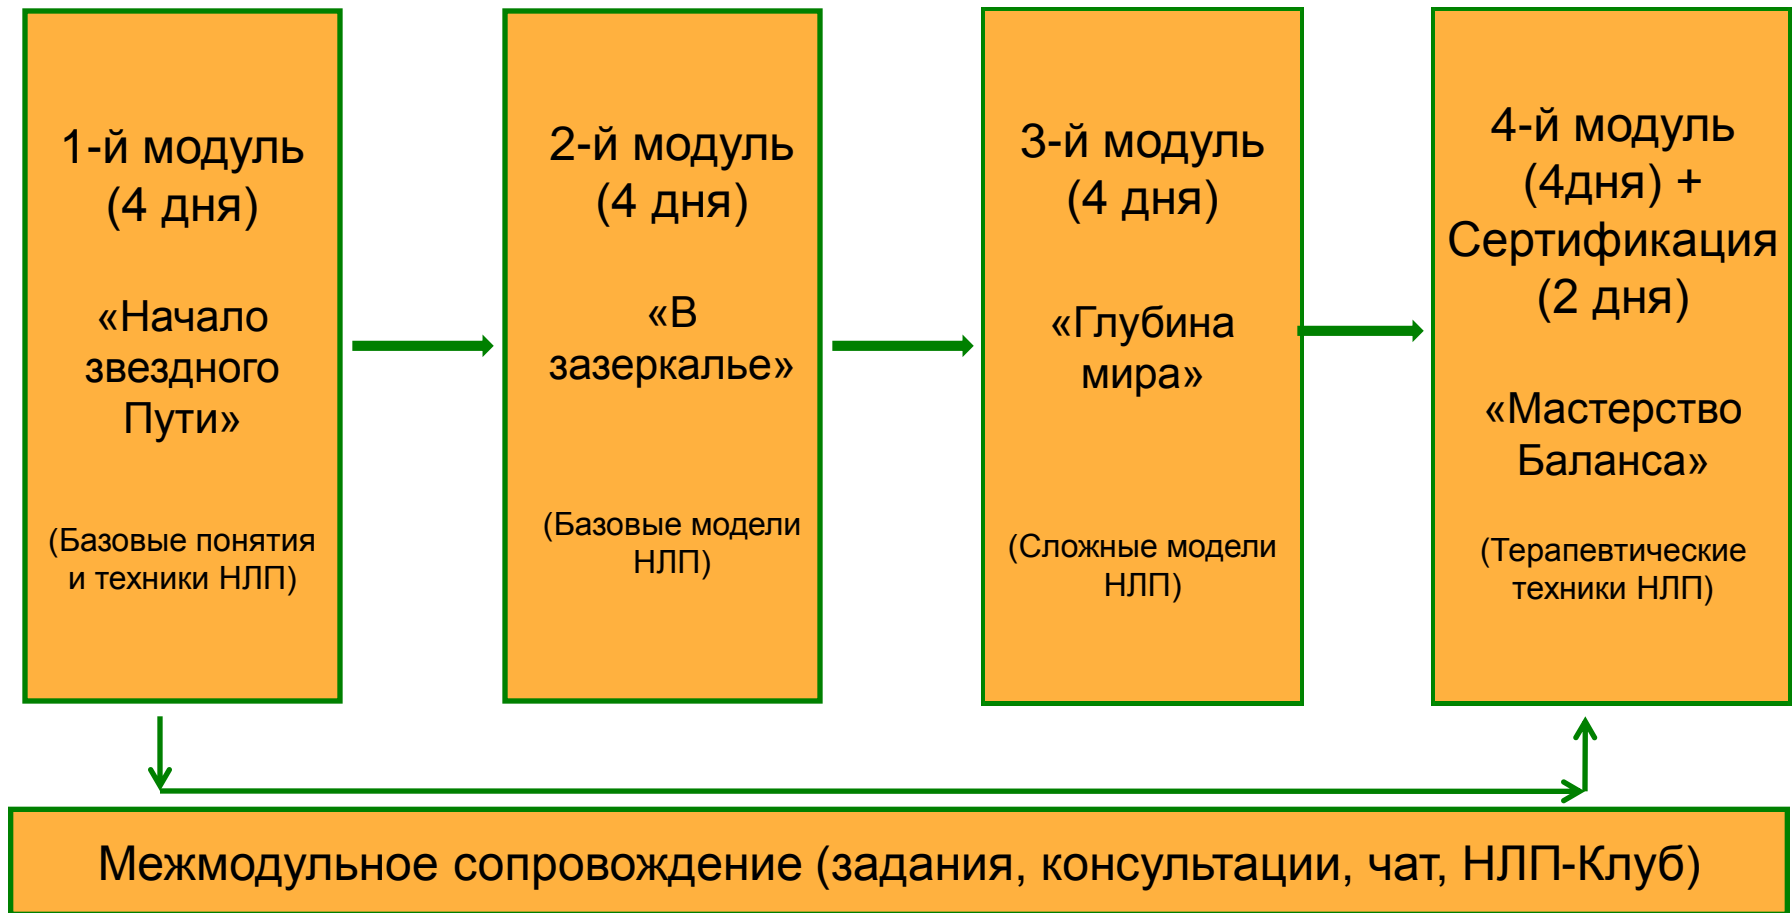 1-й модуль
(4 дня)
«Начало
звездного
Пути»
(Базовые понятия
и техники НЛП)
2-й модуль
(4 дня)
«В
зазеркалье»
(Базовые модели
НЛП)
3-й модуль
(4 дня)
«Глубина
мира»
(Сложные модели
НЛП)
4-й модуль
(4дня) +
Сертификация
(2 дня)
«Мастерство
Баланса»
(Терапевтические
техники НЛП)
Межмодульное сопровождение (задания, консультации, чат, НЛП-Клуб)